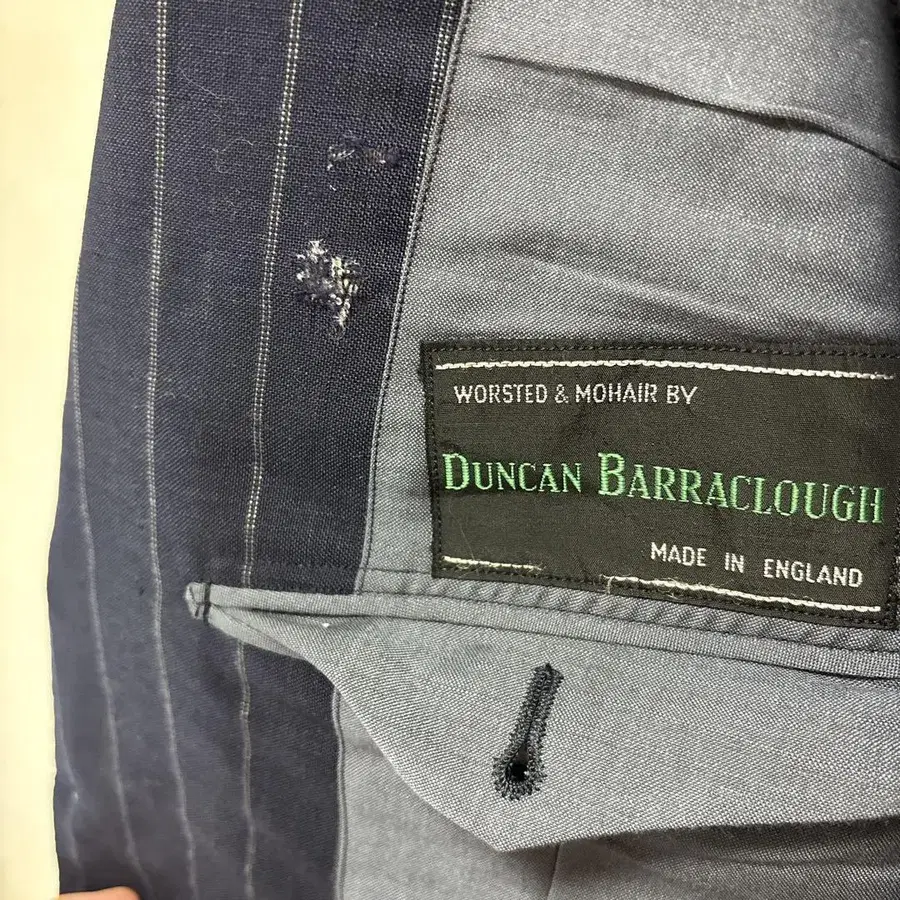 WORSTED & MOHAIR BY
DUNCAN BARRACLOUGH
MADE IN ENGLAND